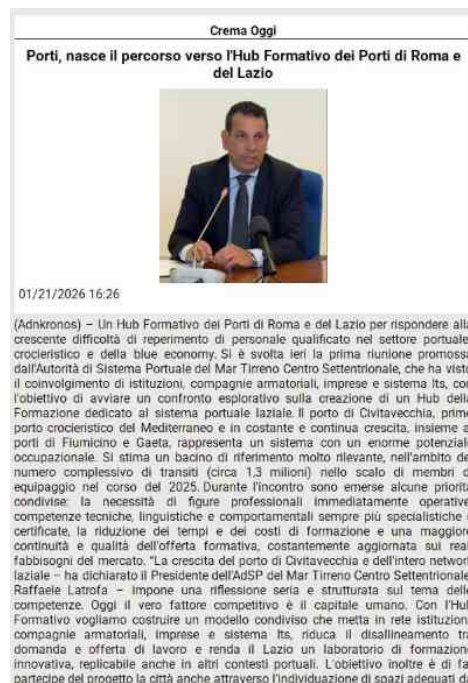 Crema Oggi
Porti, nasce il percorso verso l'Hub Formativo dei Porti di Roma e
del Lazio
01/21/2026 16:26
(Adnkronos) – Un Hub Formativo dei Porti di Roma e del Lazio per rispondere alla
crescente difficoltà di reperimento di personale qualificato nel settore portuale,
crocieristico e della blue economy. Si è svolta ieri la prima riunione promossa
dall'Autorità di Sistema Portuale del Mar Tirreno Centro Settentrionale, che ha visto
il coinvolgimento di istituzioni, compagnie armatoriali, imprese e sistema Its, con
l'obiettivo di avviare un confronto esplorativo sulla creazione di un Hub della
Formazione dedicato al sistema portuale laziale. Il porto di Civitavecchia, primo
porto crocieristico del Mediterraneo e in costante e continua crescita, insieme ai
porti di Fiumicino e Gaeta, rappresenta un sistema con un enorme potenziale
occupazionale. Si stima un bacino di riferimento molto rilevante, nell'ambito del
numero complessivo di transiti (circa 1,3 milioni) nello scalo di membri di
equipaggio nel corso del 2025. Durante l'incontro sono emerse alcune priorità
condivise: la necessità di figure professionali immediatamente operative,
competenze tecniche, linguistiche e comportamentali sempre più specialistiche e
certificate, la riduzione dei tempi e dei costi di formazione e una maggiore
continuità e qualità dell'offerta formativa, costantemente aggiornata sui reali
fabbisogni del mercato. "La crescita del porto di Civitavecchia e dell'intero network
laziale – ha dichiarato il Presidente dell'AdSP del Mar Tirreno Centro Settentrionale,
Raffaele Latrofa – impone una riflessione seria e strutturata sul tema delle
competenze. Oggi il vero fattore competitivo è il capitale umano. Con l'Hub
Formativo vogliamo costruire un modello condiviso che metta in rete istituzioni,
compagnie armatoriali, imprese e sistema Its, riduca il disallineamento tra
domanda e offerta di lavoro e renda il Lazio un laboratorio di formazione
innovativa, replicabile anche in altri contesti portuali. L'obiettivo inoltre è di far
partecipe del progetto la città anche attraverso l'individuazione di spazi adeguati di